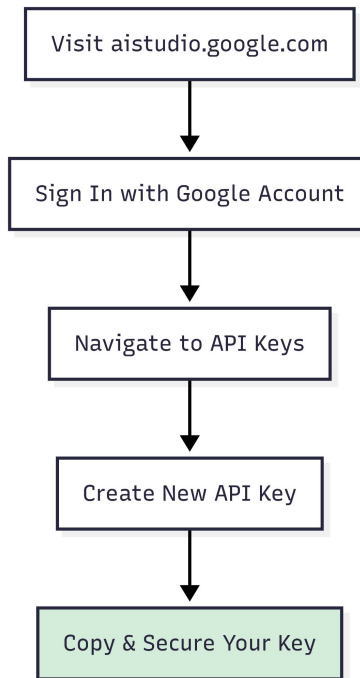 Visit aistudio.google.com
Sign In with Google Account
Navigate to API Keys
Create New API Key
Copy & Secure Your Key